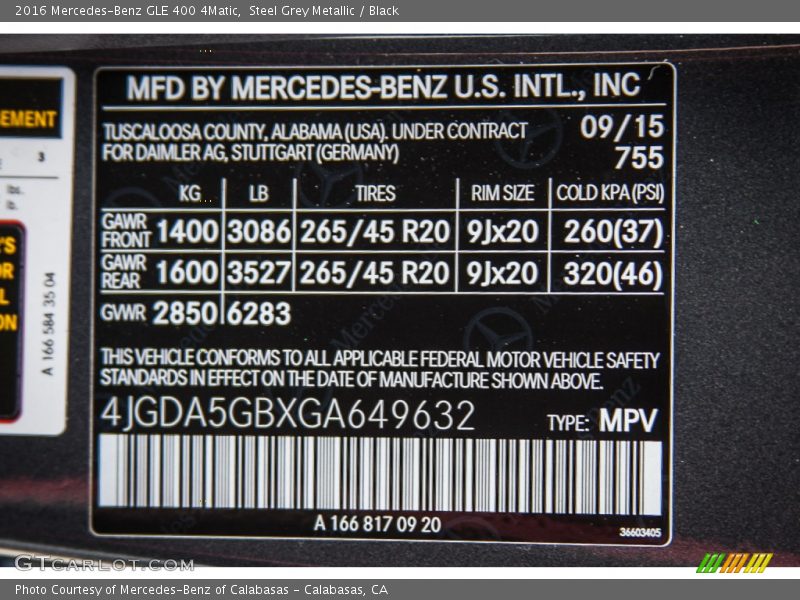 2016 Mercedes-Benz GLE 400 4Matic, Steel Grey Metallic / Black
EMENT
3
lbs.
lb.
A 166 584 35 04
MFD BY MERCEDES-BENZ U.S. INTL., INC
TUSCALOOSA COUNTY, ALABAMA (USA). UNDER CONTRACT 09/15
FOR DAIMLER AG, STUTTGART (GERMANY) 755
KG LB TIRES RIM SIZE COLD KPA (PSI)
GAWR FRONT 1400 3086 265/45 R20 9Jx20 260(37)
GAWR REAR 1600 3527 265/45 R20 9Jx20 320(46)
GWR 2850 6283
THIS VEHICLE CONFORMS TO ALL APPLICABLE FEDERAL MOTOR VEHICLE SAFETY
STANDARDS IN EFFECT ON THE DATE OF MANUFACTURE SHOWN ABOVE.
4JGDA5GBXGA649632 TYPE: MPV
A 166 817 09 20
36603405
GTcarlot.com
Photo Courtesy of Mercedes-Benz of Calabasas - Calabasas, CA